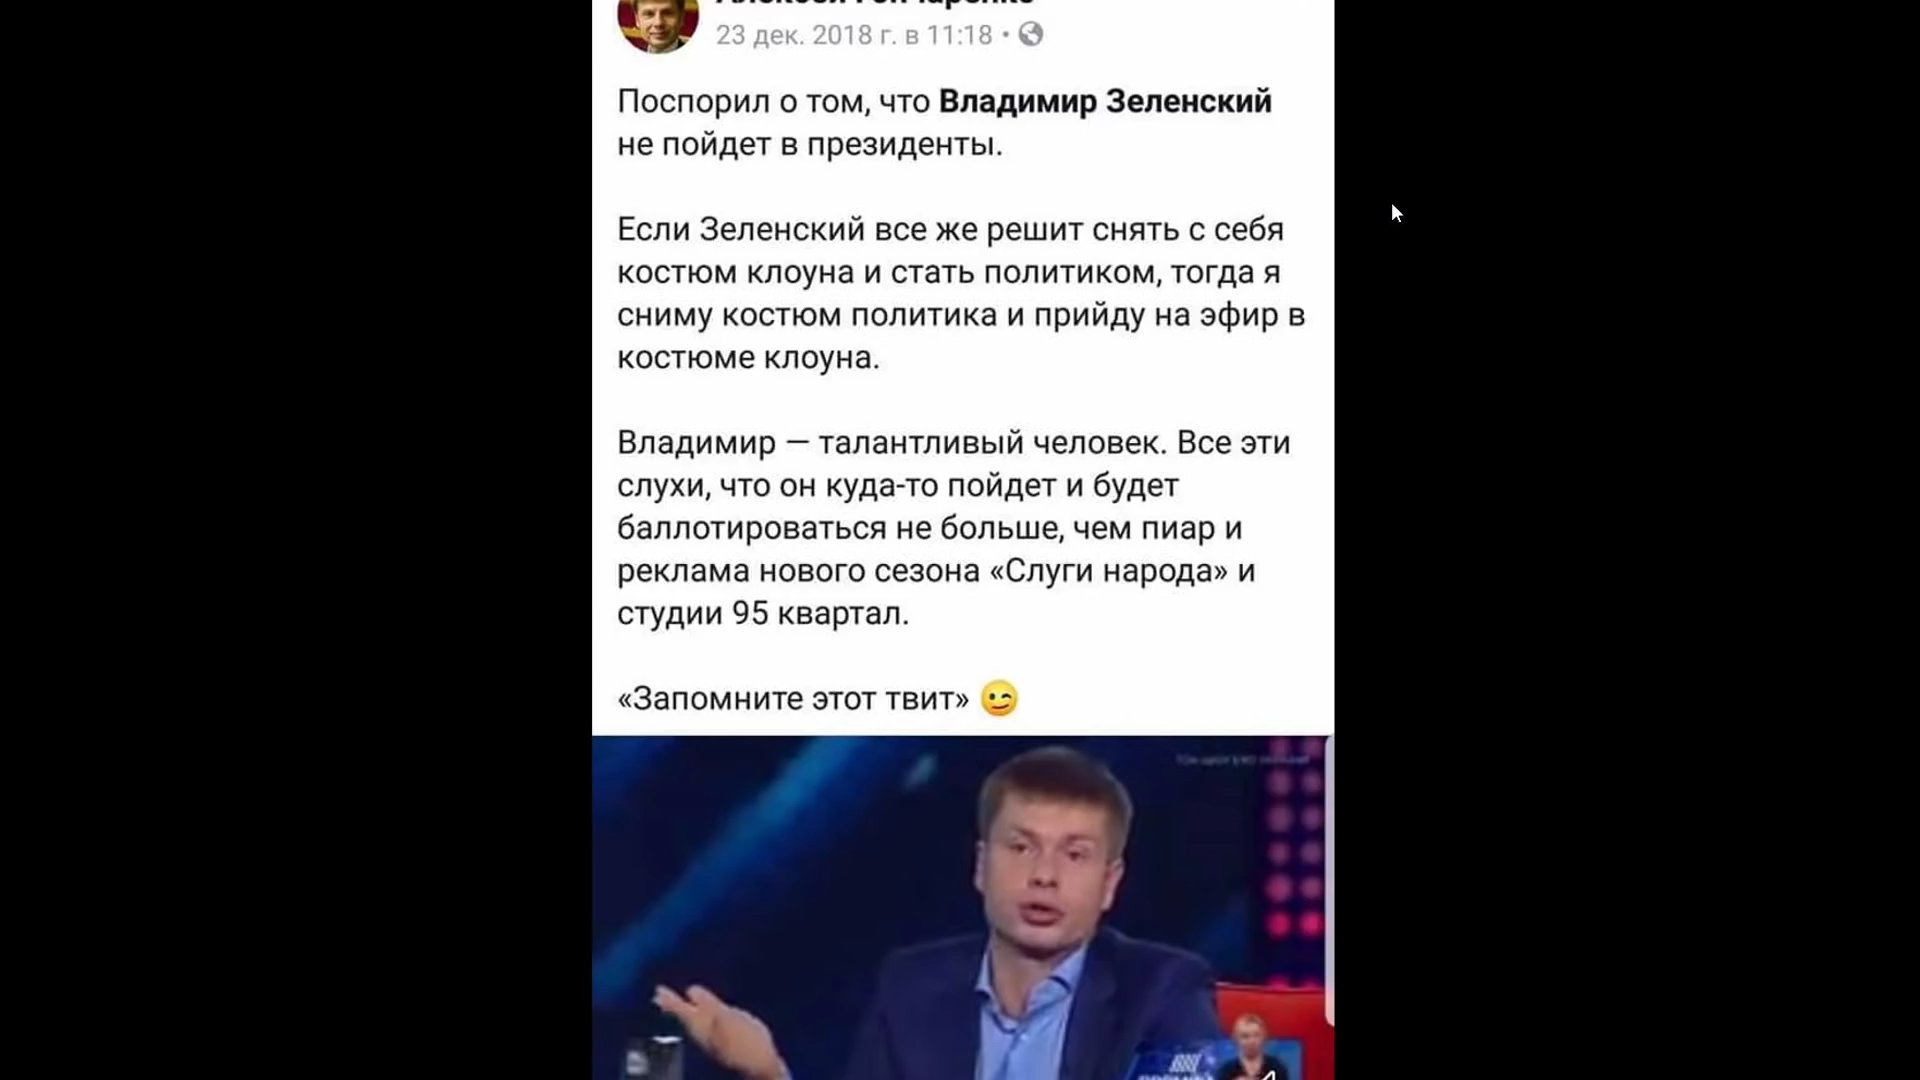 Алексей Гончаренко
23 дек. 2018 г. в 11:18 •
Поспорил о том, что Владимир Зеленский
не пойдет в президенты.
Если Зеленский все же решит снять с себя
костюм клоуна и стать политиком, тогда я
сниму костюм политика и прийду на эфир в
костюме клоуна.
Владимир — талантливый человек. Все эти
слухи, что он куда-то пойдет и будет
баллотироваться не больше, чем пиар и
реклама нового сезона «Слуги народа» и
студии 95 квартал.
«Запомните этот твит» 😉